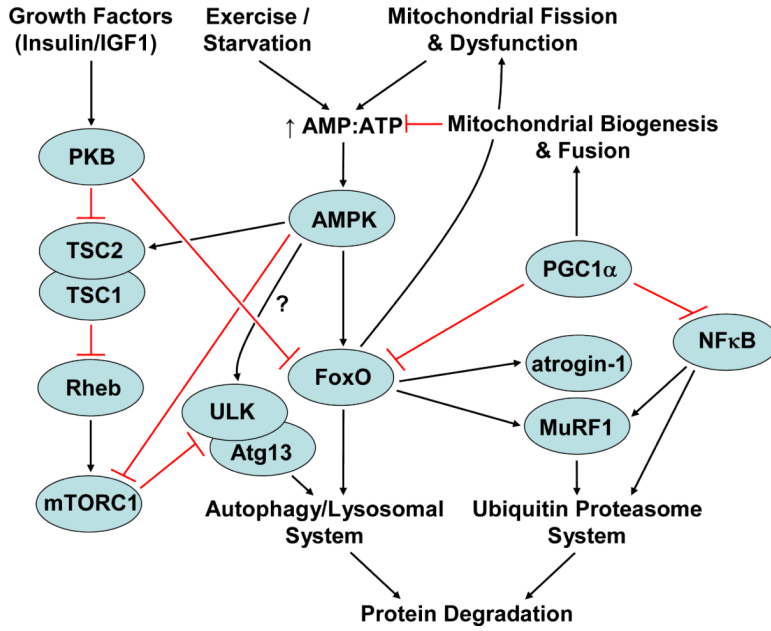 Growth Factors
(Insulin/IGF1)
Exercise /
Starvation
Mitochondrial Fission
& Dysfunction
↑ AMP:ATP
Mitochondrial Biogenesis
& Fusion
PKB
AMPK
TSC2
TSC1
PGC1α
?
NFκB
Rheb
FoxO
atrogin-1
ULK
Atg13
MuRF1
mTORC1
Autophagy/Lysosomal
System
Ubiquitin Proteasome
System
Protein Degradation